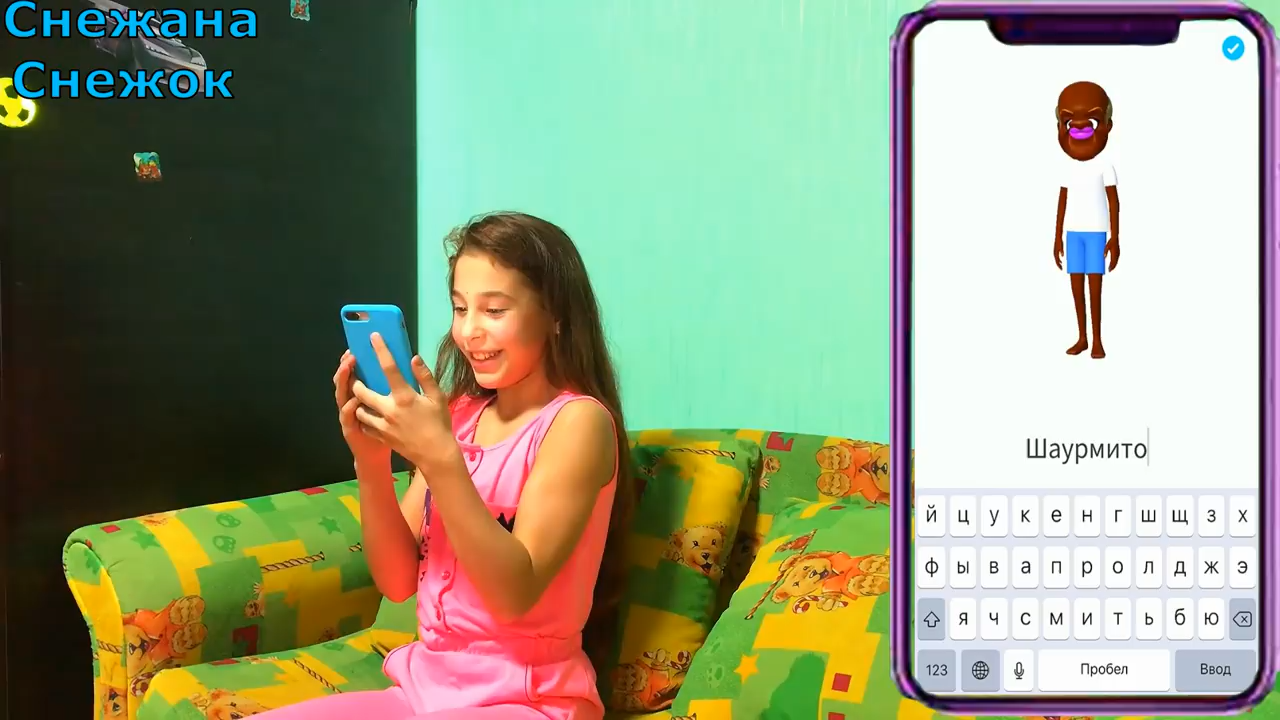 Снежана
Снежок
Шаурмито
й ц у к е н г ш щ з х
ф ы в а п р о л д ж э
я ч с м и т ь б ю
123 Пробел Ввод